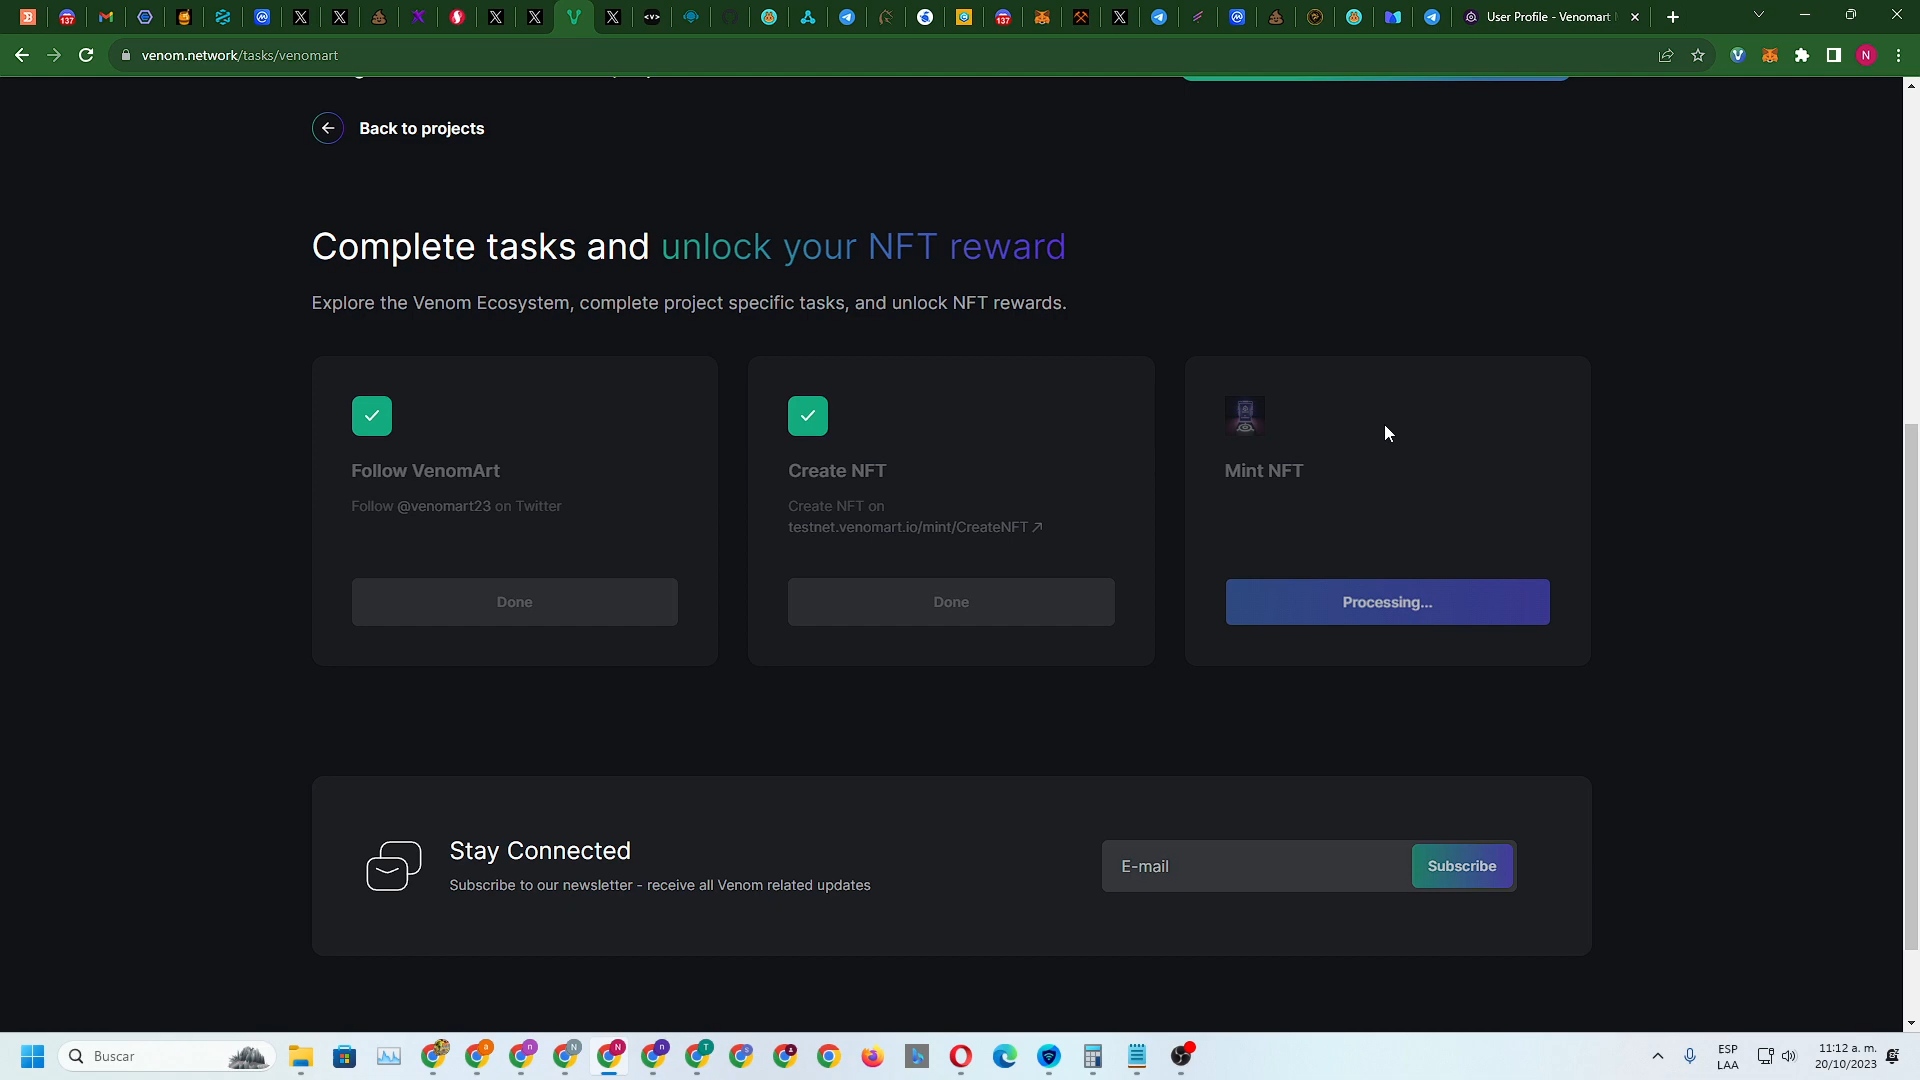 User Profile - Venomart
venom.network/tasks/venomart
Back to projects
Complete tasks and unlock your NFT reward
Explore the Venom Ecosystem, complete project specific tasks, and unlock NFT rewards.
Follow VenomArt
Follow @venomart23 on Twitter
Done
Create NFT
Create NFT on
testnet.venomart.io/mint/CreateNFT ↗
Done
Mint NFT
Processing...
Stay Connected
Subscribe to our newsletter - receive all Venom related updates
E-mail
Subscribe
Buscar
ESP
LAA
11:12 a. m.
20/10/2023